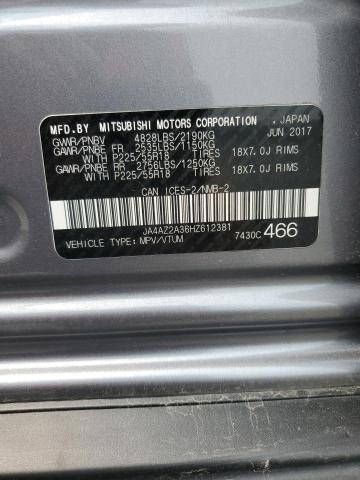 MFD.BY MITSUBISHI MOTORS CORPORATION , JAPAN
GWVR/PNBV 4828LBS/2190KG JUN 2017
GAWR/PNBE FR 2535LBS/1150KG
WITH P225/55R18 TIRES 18X7.0J RIMS
GAWR/PNBE RR 2756LBS/1250KG
WITH P225/55R18 TIRES 18X7.0J RIMS
CAN ICES-2/NMB-2
JA4AZ2A36HZ612381
VEHICLE TYPE: MPV/VTUM 7430C 466